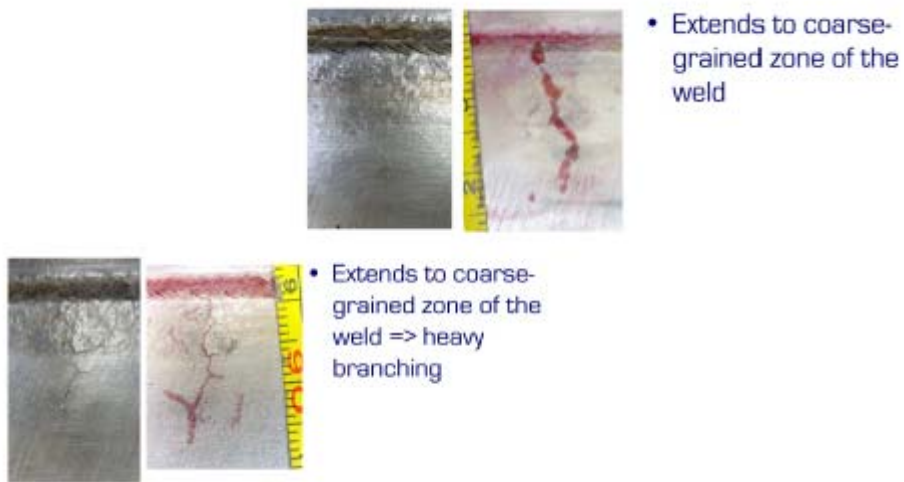 • Extends to coarse-
grained zone of the
weld
• Extends to coarse-
grained zone of the
weld => heavy
branching